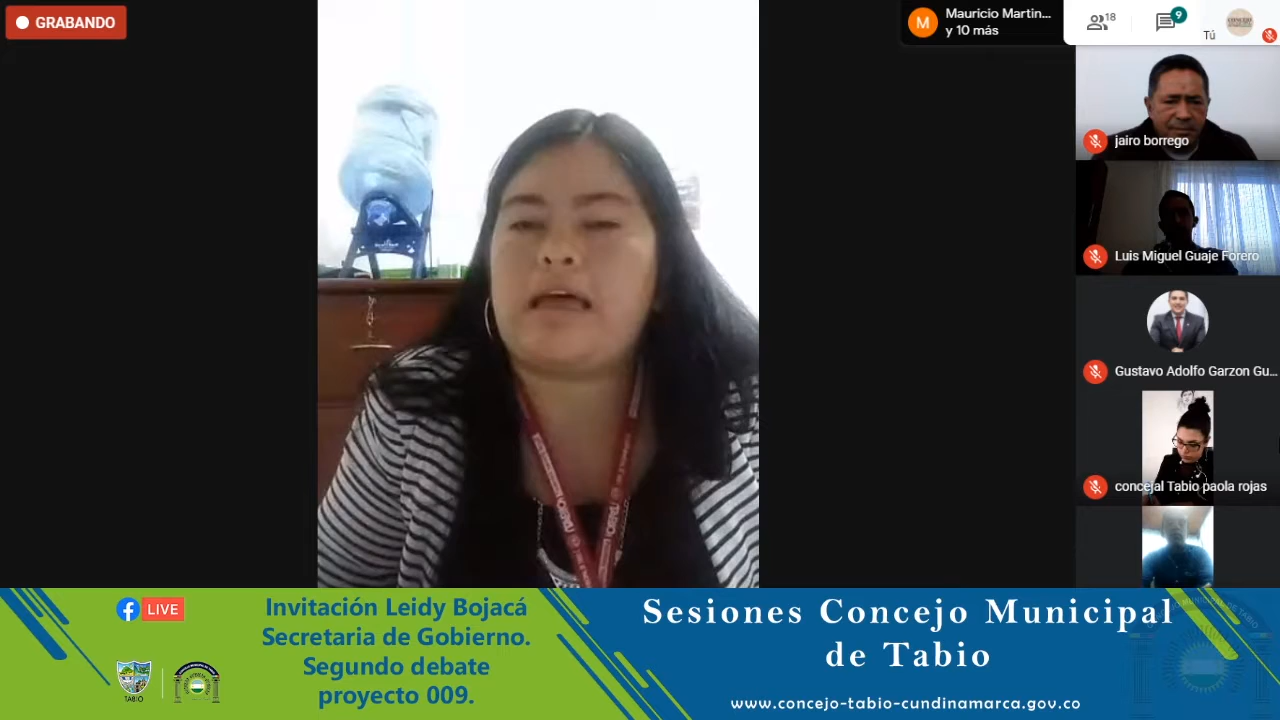 GRABANDO
M
Mauricio Martin...
y 10 más
18
9
Tú
jairo borrego
Luis Miguel Guaje Forero
Gustavo Adolfo Garzon Gu...
concejal Tabio paola rojas
LIVE
Invitación Leidy Bojacá
Secretaria de Gobierno.
Segundo debate
proyecto 009.
TABIO
Sesiones Concejo Municipal
de Tabio
www.concejo-tabio-cundinamarca.gov.co